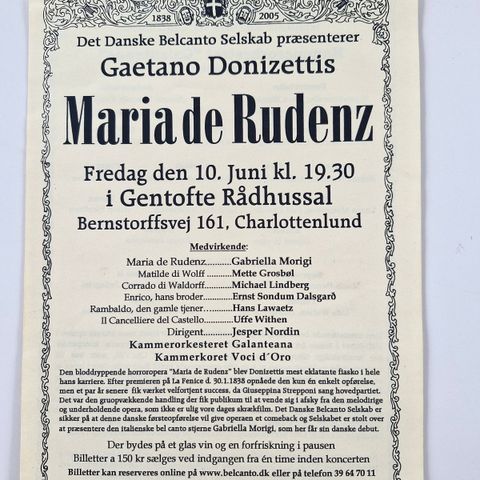 1838 2005
Det Danske Belcanto Selskab præsenterer
Gaetano Donizettis
Maria de Rudenz
Fredag den 10. Juni kl. 19.30
i Gentofte Rådhussal
Bernstorffsvej 161, Charlottenlund
Medvirkende:
Maria de Rudenz..........Gabriella Morigi
Matilde di Wolff ..........Mette Grosbøl
Corrado di Waldorff..........Michael Lindberg
Enrico, hans broder..........Ernst Sondum Dalsgarð
Rambaldo, den gamle tjener..........Hans Lawaetz
Il Cancelliere del Castello..........Uffe Withen
Dirigent..........Jesper Nordin
Kammerorkesteret Galanteana
Kammerkoret Voci d´Oro
Den bloddryppende horroropera "Maria de Rudenz" blev Donizettis mest eklatante fiasko i hele
hans karriere. Efter premieren på La Fenice d. 30.1.1838 opnåede den kun én enkelt opførelse,
men et par år senere fik værket velfortjent success, da Giuseppina Strepponi sang hovedpartiet.
Det var den gruopvækkende handling der fik publikum til at vende sig i afsky fra den melodirige
og underholdende opera, som ikke er ulig vore dages skrækfilm. Det Danske Belcanto Selskab er
sikker på at denne danske førsteopførelse vil give operaen et comeback og Selskabet er stolt over
at præsentere den italienske bel canto stjerne Gabriella Morigi, som her får sin danske debut.
Der bydes på et glas vin og en forfriskning i pausen
Billetter a 150 kr sælges ved indgangen fra én time inden koncerten
Billetter kan reserveres online på www.belcanto.dk eller på telefon 39 64 70 11